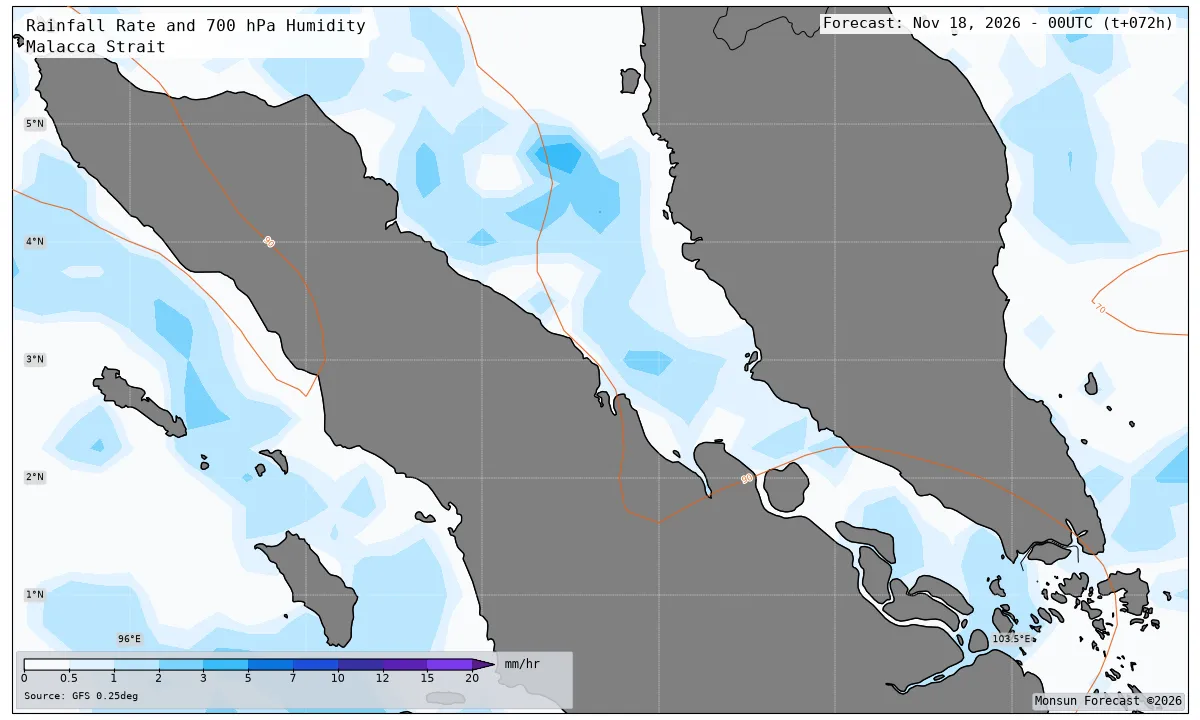 Rainfall Rate and 700 hPa Humidity
Malacca Strait
Forecast: Nov 18, 2026 - 00UTC (t+072h)
5°N
4°N
90
70
3°N
2°N
90
1°N
96°E
103.5°E
mm/hr
0 0.5 1 2 3 5 7 10 12 15 20
Source: GFS 0.25deg
Monsun Forecast ©2026